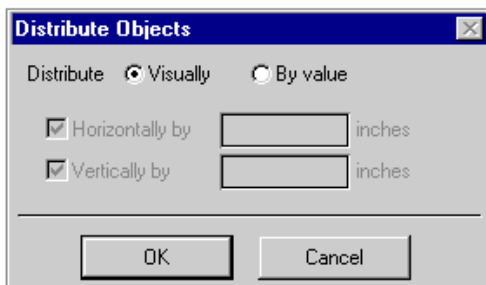 Distribute Objects
Distribute Visually By value
Horizontally by inches
Vertically by inches
OK Cancel